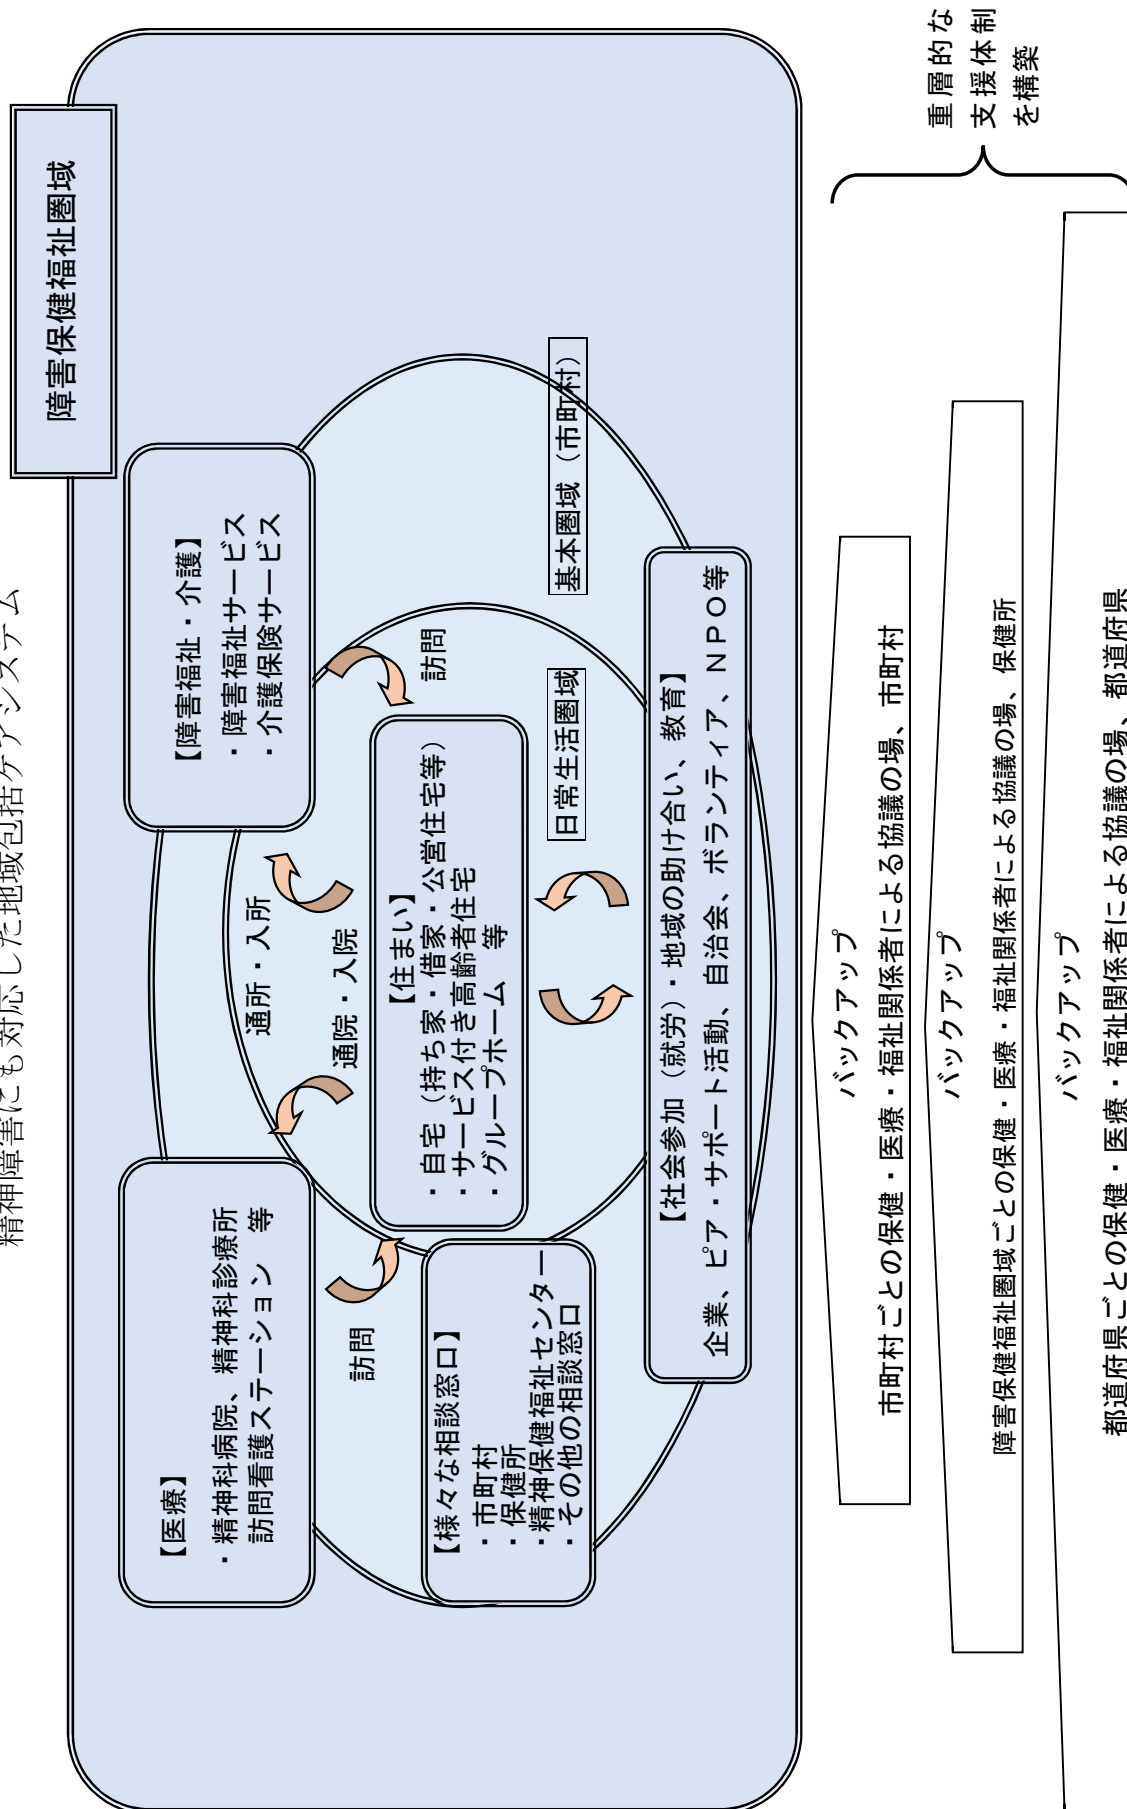 精神障害にも対応した地域包括ケアシステム
障害保健福祉圏域
【医療】
・精神科病院、精神科診療所
訪問看護ステーション 等
【障害福祉・介護】
・障害福祉サービス
・介護保険サービス
通所・入所
通院・入院
訪問
訪問
【住まい】
・自宅（持ち家・借家・公営住宅等）
・サービス付き高齢者住宅
・グループホーム 等
【様々な相談窓口】
・市町村
・保健所
・精神保健福祉センター
・その他の相談窓口
日常生活圏域
基本圏域（市町村）
【社会参加（就労）・地域の助け合い、教育】
企業、ピア・サポート活動、自治会、ボランティア、ＮＰＯ等
バックアップ
市町村ごとの保健・医療・福祉関係者による協議の場、市町村
バックアップ
障害保健福祉圏域ごとの保健・医療・福祉関係者による協議の場、保健所
バックアップ
都道府県ごとの保健・医療・福祉関係者による協議の場、都道府県
重層的な
支援体制
を構築